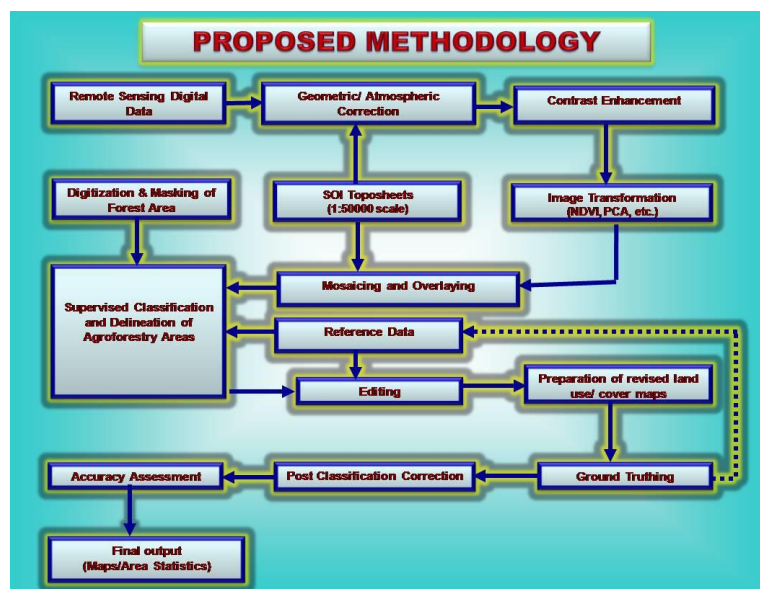 PROPOSED METHODOLOGY
Remote Sensing Digital
Data
Geometric/ Atmospheric
Correction
Contrast Enhancement
Digitization & Masking of
Forest Area
SOI Toposheets
(1:50000 scale)
Image Transformation
(NDVI, PCA, etc.)
Mosaicing and Overlaying
Supervised Classification
and Delineation of
Agroforestry Areas
Reference Data
Editing
Preparation of revised land
use/ cover maps
Accuracy Assessment
Post Classification Correction
Ground Truthing
Final output
(Maps/Area Statistics)